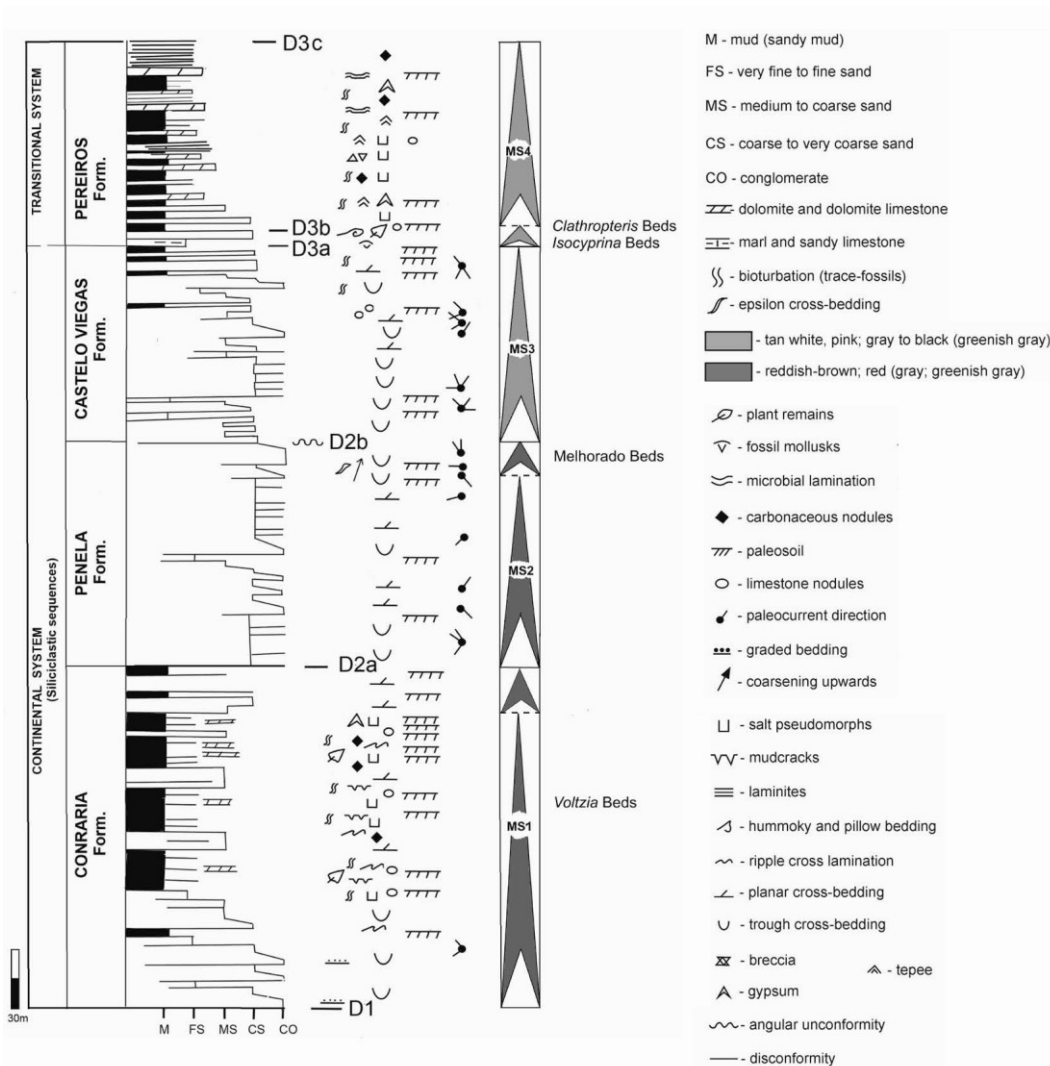 TRANSITIONAL SYSTEM
CONTINENTAL SYSTEM
(Siliciclastic sequences)
PEREIROS
Form.
CASTELO VIEGAS
Form.
PENELA
Form.
CONRARIA
Form.
D3c
D3b
D3a
D2b
D2a
D1
30m
M
FS
MS
CS
CO
MS4
MS3
MS2
MS1
Clathropteris Beds
Isocyprina Beds
Melhorado Beds
Voltzia Beds
M - mud (sandy mud)
FS - very fine to fine sand
MS - medium to coarse sand
CS - coarse to very coarse sand
CO - conglomerate
- dolomite and dolomite limestone
- marl and sandy limestone
- bioturbation (trace-fossils)
- epsilon cross-bedding
- tan white, pink; gray to black (greenish gray)
- reddish-brown; red (gray; greenish gray)
- plant remains
- fossil mollusks
- microbial lamination
- carbonaceous nodules
- paleosoil
- limestone nodules
- paleocurrent direction
- graded bedding
- coarsening upwards
- salt pseudomorphs
- mudcracks
- laminites
- hummoky and pillow bedding
- ripple cross lamination
- planar cross-bedding
- trough cross-bedding
- breccia
- tepee
- gypsum
- angular unconformity
- disconformity